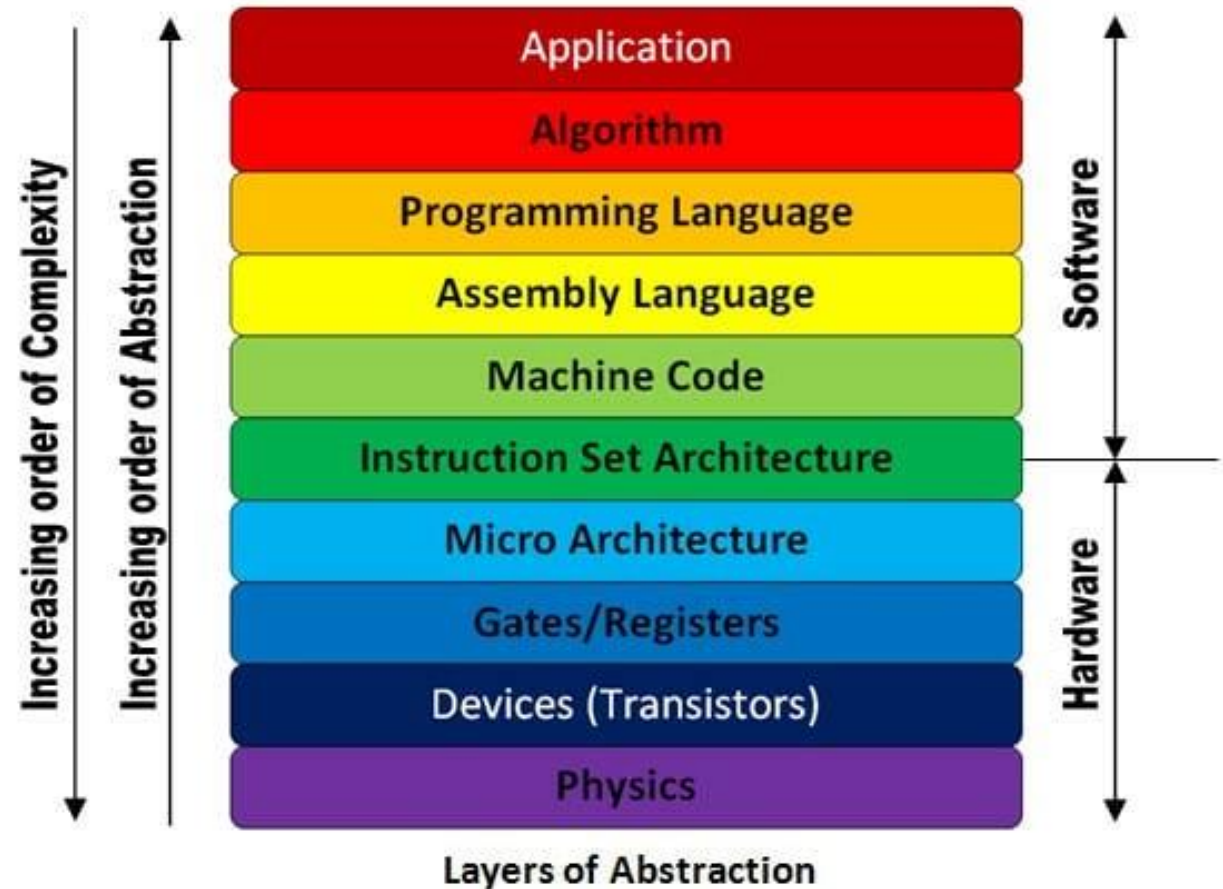 Increasing order of Complexity
Increasing order of Abstraction
Application
Algorithm
Programming Language
Assembly Language
Machine Code
Instruction Set Architecture
Micro Architecture
Gates/Registers
Devices (Transistors)
Physics
Software
Hardware
Layers of Abstraction